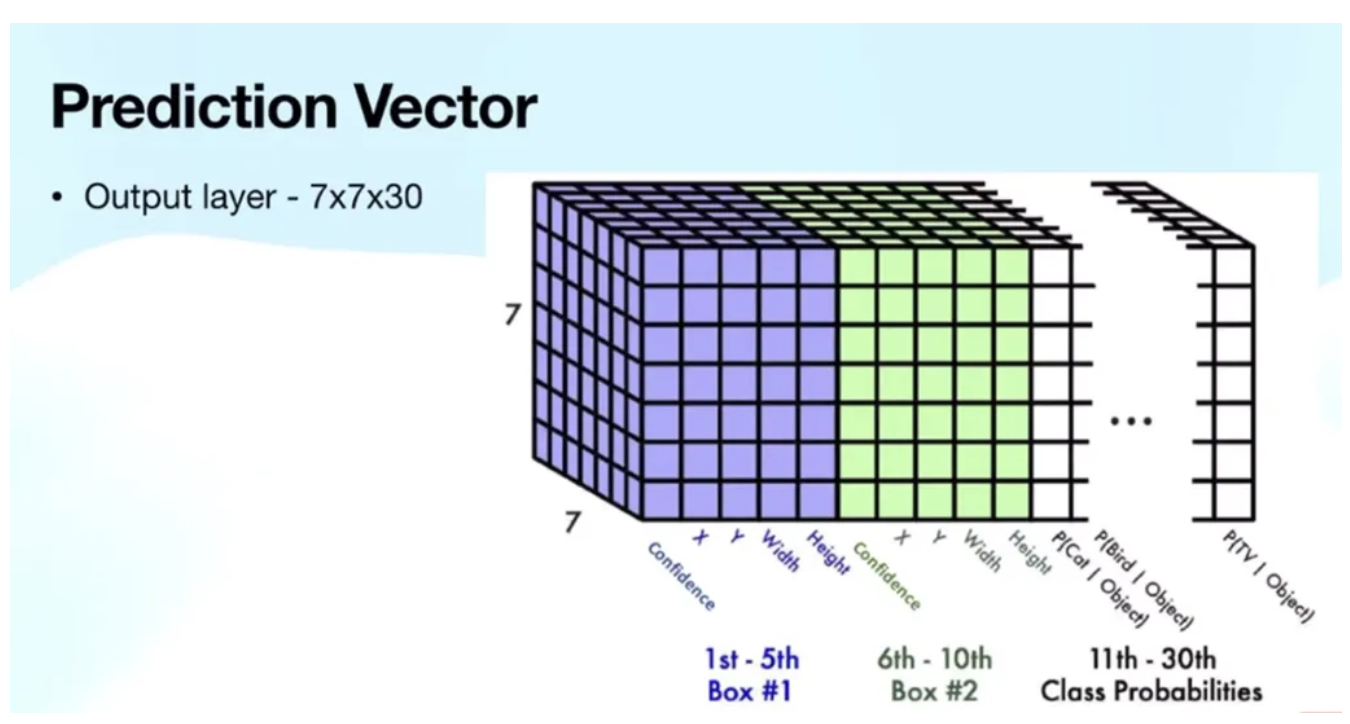 Prediction Vector
• Output layer - 7x7x30
7
7
Confidence
X
Y
Width
Height
Confidence
X
Y
Width
Height
P(Cat | Object)
P(Bird | Object)
...
P(TV | Object)
1st - 5th
Box #1
6th - 10th
Box #2
11th - 30th
Class Probabilities